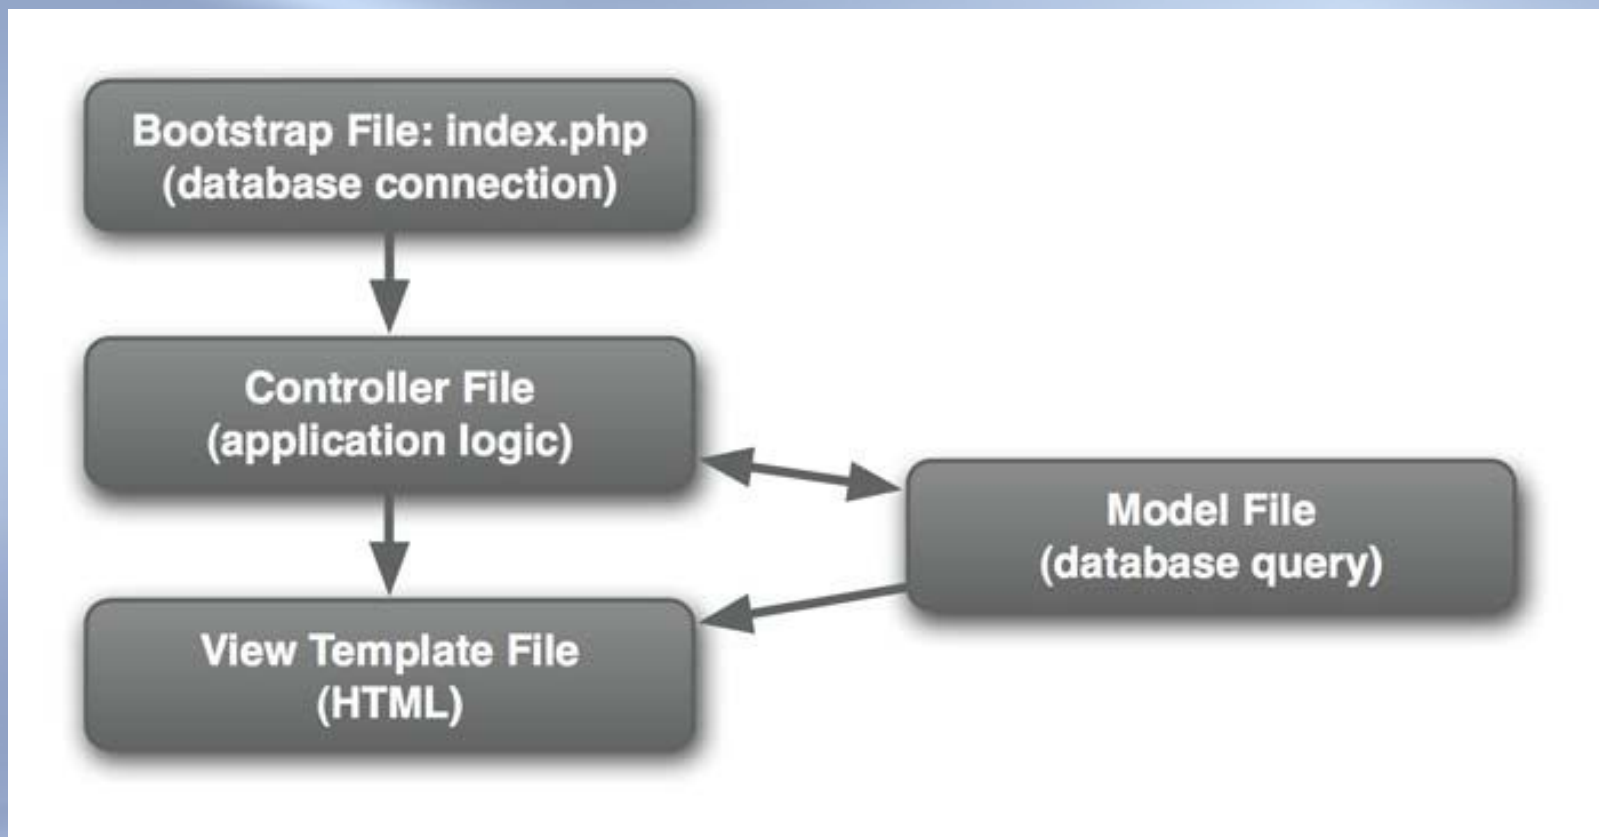 Bootstrap File: index.php
(database connection)
Controller File
(application logic)
Model File
(database query)
View Template File
(HTML)